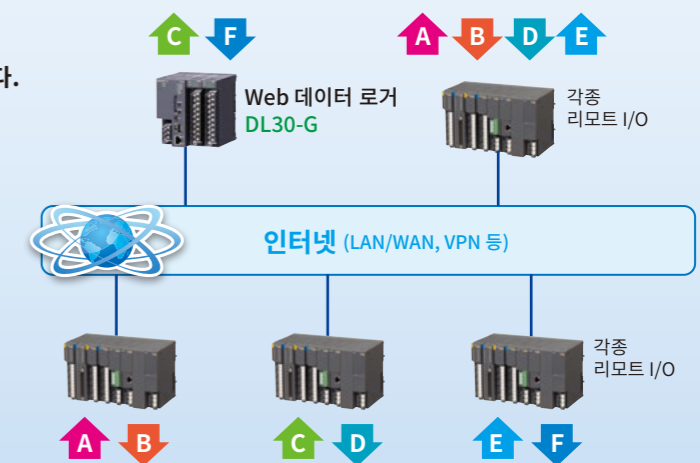 C F A B D E
다.
Web 데이터 로거
DL30-G
각종
리모트 I/O
인터넷 (LAN/WAN, VPN 등)
각종
리모트 I/O
A B C D E F